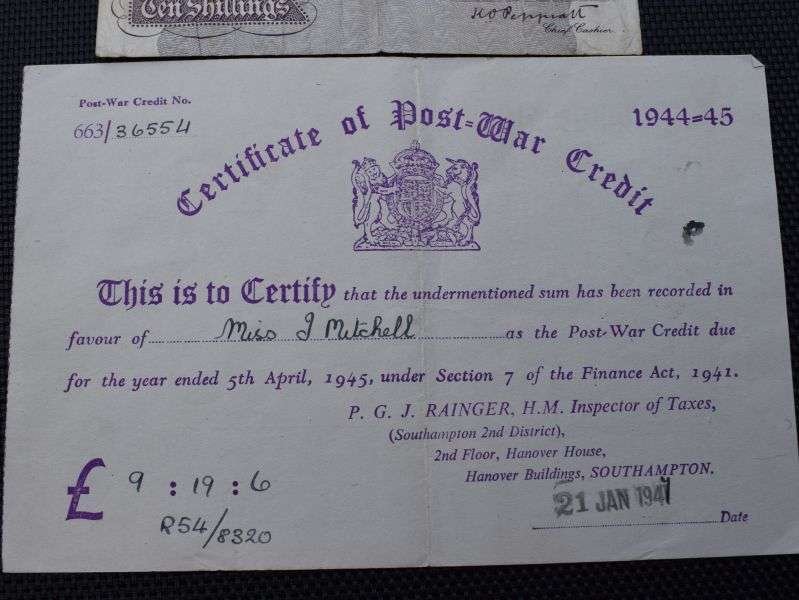 Ten Shillings
K O Peppiatt
Chief Cashier.
Post-War Credit No.
663/36554
1944-45
Certificate of Post-War Credit
This is to Certify that the undermentioned sum has been recorded in
favour of Miss J Mitchell as the Post-War Credit due
for the year ended 5th April, 1945, under Section 7 of the Finance Act, 1941.
P. G. J. RAINGER, H.M. Inspector of Taxes,
(Southampton 2nd District),
2nd Floor, Hanover House,
Hanover Buildings, SOUTHAMPTON.
£ 9 : 19 : 6
R54/8320
21 JAN 1947
Date